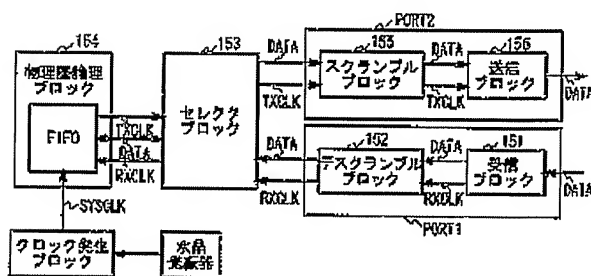 PORT2
154
153
155
156
DATA
DATA
物理層論理
ブロック
スクランブル
ブロック
送信
ブロック
DATA
TXCLK
TXCLK
FIFO
TXCLK
DATA
RXCLK
セレクタ
ブロック
152
151
DATA
DATA
デスクランブル
ブロック
受信
ブロック
DATA
RXCLK
RXCLK
SYSCLK
PORT1
クロック発生
ブロック
水晶
発振器